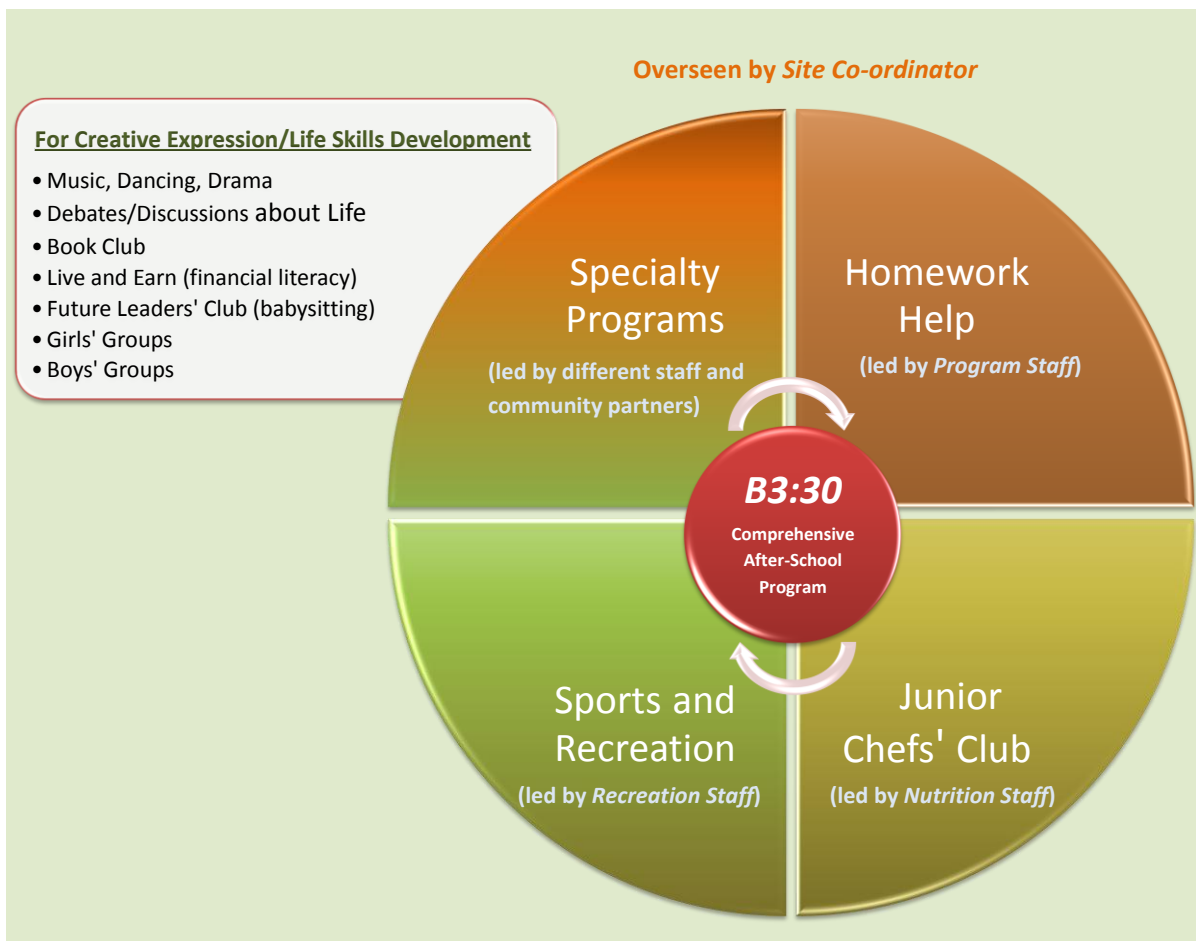 Overseen by Site Co-ordinator
For Creative Expression/Life Skills Development
• Music, Dancing, Drama
• Debates/Discussions about Life
• Book Club
• Live and Earn (financial literacy)
• Future Leaders' Club (babysitting)
• Girls' Groups
• Boys' Groups
Specialty
Programs
(led by different staff and
community partners)
Homework
Help
(led by Program Staff)
B3:30
Comprehensive
After-School
Program
Sports and
Recreation
(led by Recreation Staff)
Junior
Chefs' Club
(led by Nutrition Staff)